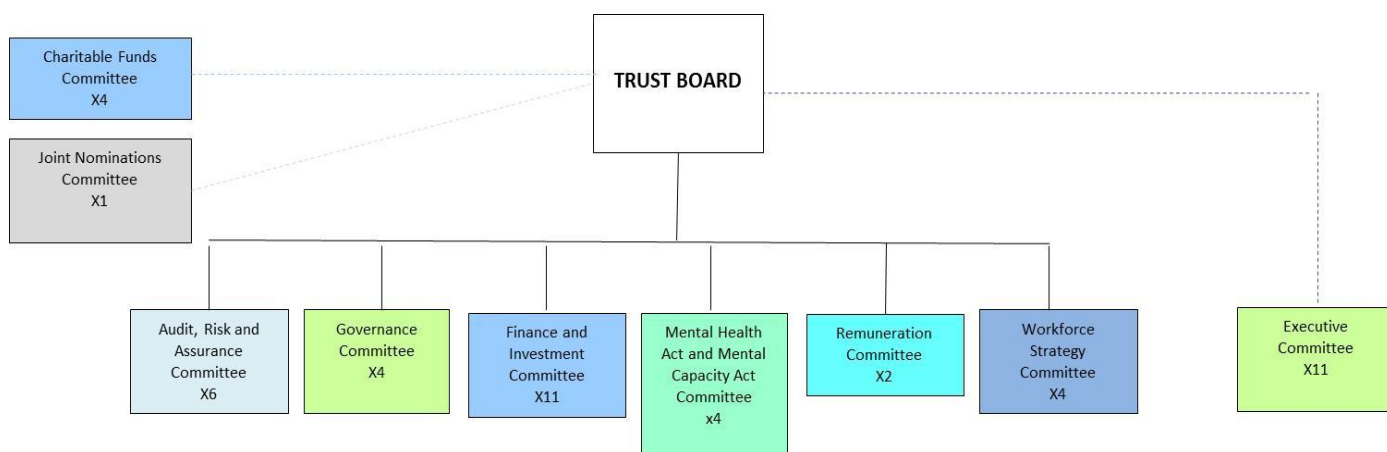 Charitable Funds
Committee
X4
TRUST BOARD
Joint Nominations
Committee
X1
Audit, Risk and
Assurance
Committee
X6
Governance
Committee
X4
Finance and
Investment
Committee
X11
Mental Health
Act and Mental
Capacity Act
Committee
x4
Remuneration
Committee
X2
Workforce
Strategy
Committee
X4
Executive
Committee
X11